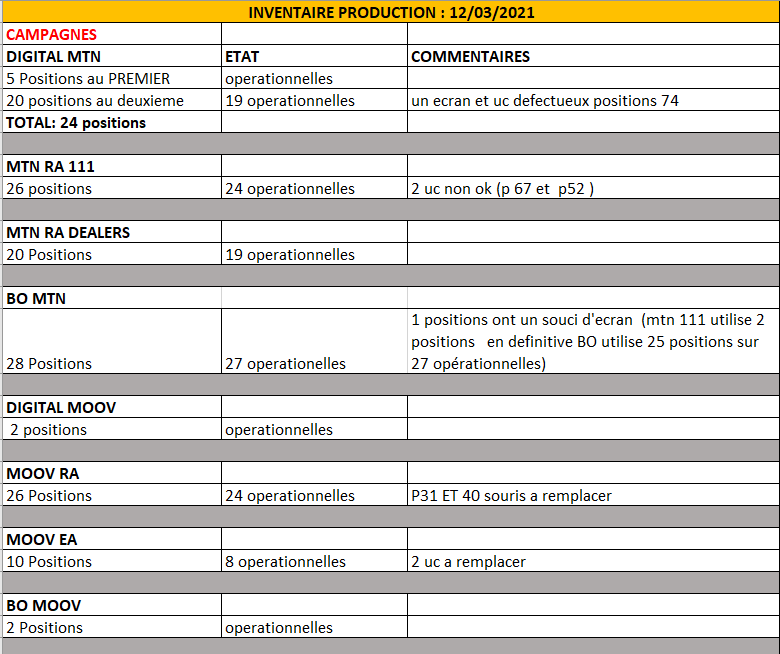 INVENTAIRE PRODUCTION : 12/03/2021
CAMPAGNES
DIGITAL MTN ETAT COMMENTAIRES
5 Positions au PREMIER operationnelles
20 positions au deuxieme 19 operationnelles un ecran et uc defectueux positions 74
TOTAL: 24 positions
MTN RA 111
26 positions 24 operationnelles 2 uc non ok (p 67 et p52 )
MTN RA DEALERS
20 Positions 19 operationnelles
BO MTN
1 positions ont un souci d'ecran (mtn 111 utilise 2
positions en definitive BO utilise 25 positions sur
28 Positions 27 operationelles 27 opérationnelles)
DIGITAL MOOV
2 positions operationnelles
MOOV RA
26 Positions 24 operationnelles P31 ET 40 souris a remplacer
MOOV EA
10 Positions 8 operationnelles 2 uc a remplacer
BO MOOV
2 Positions operationnelles